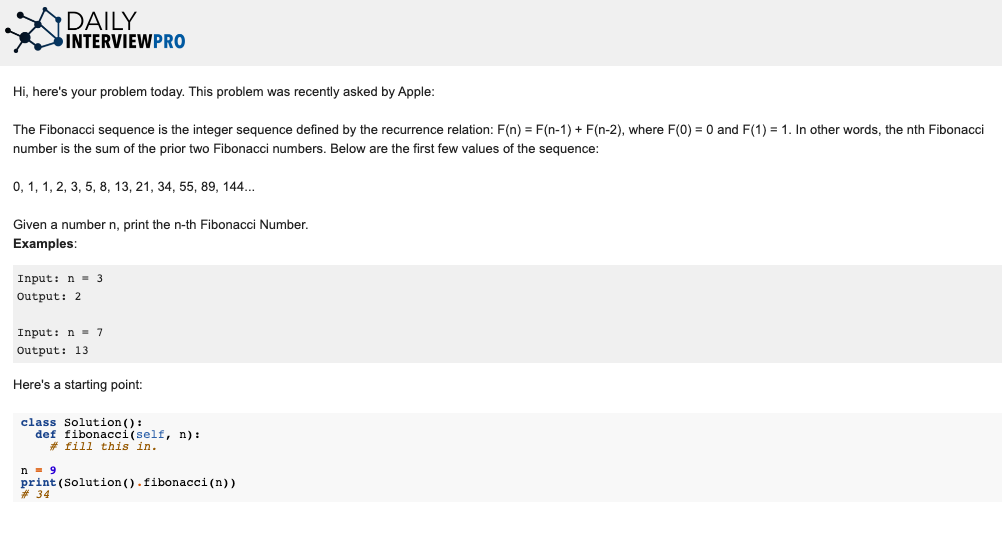 DAILY
INTERVIEWPRO
Hi, here's your problem today. This problem was recently asked by Apple:
The Fibonacci sequence is the integer sequence defined by the recurrence relation: F(n) = F(n-1) + F(n-2), where F(0) = 0 and F(1) = 1. In other words, the nth Fibonacci
number is the sum of the prior two Fibonacci numbers. Below are the first few values of the sequence:
0, 1, 1, 2, 3, 5, 8, 13, 21, 34, 55, 89, 144...
Given a number n, print the n-th Fibonacci Number.
Examples:
Input: n = 3
Output: 2
Input: n = 7
Output: 13
Here's a starting point:
class Solution():
  def fibonacci(self, n):
    # fill this in.
n = 9
print(Solution().fibonacci(n))
# 34